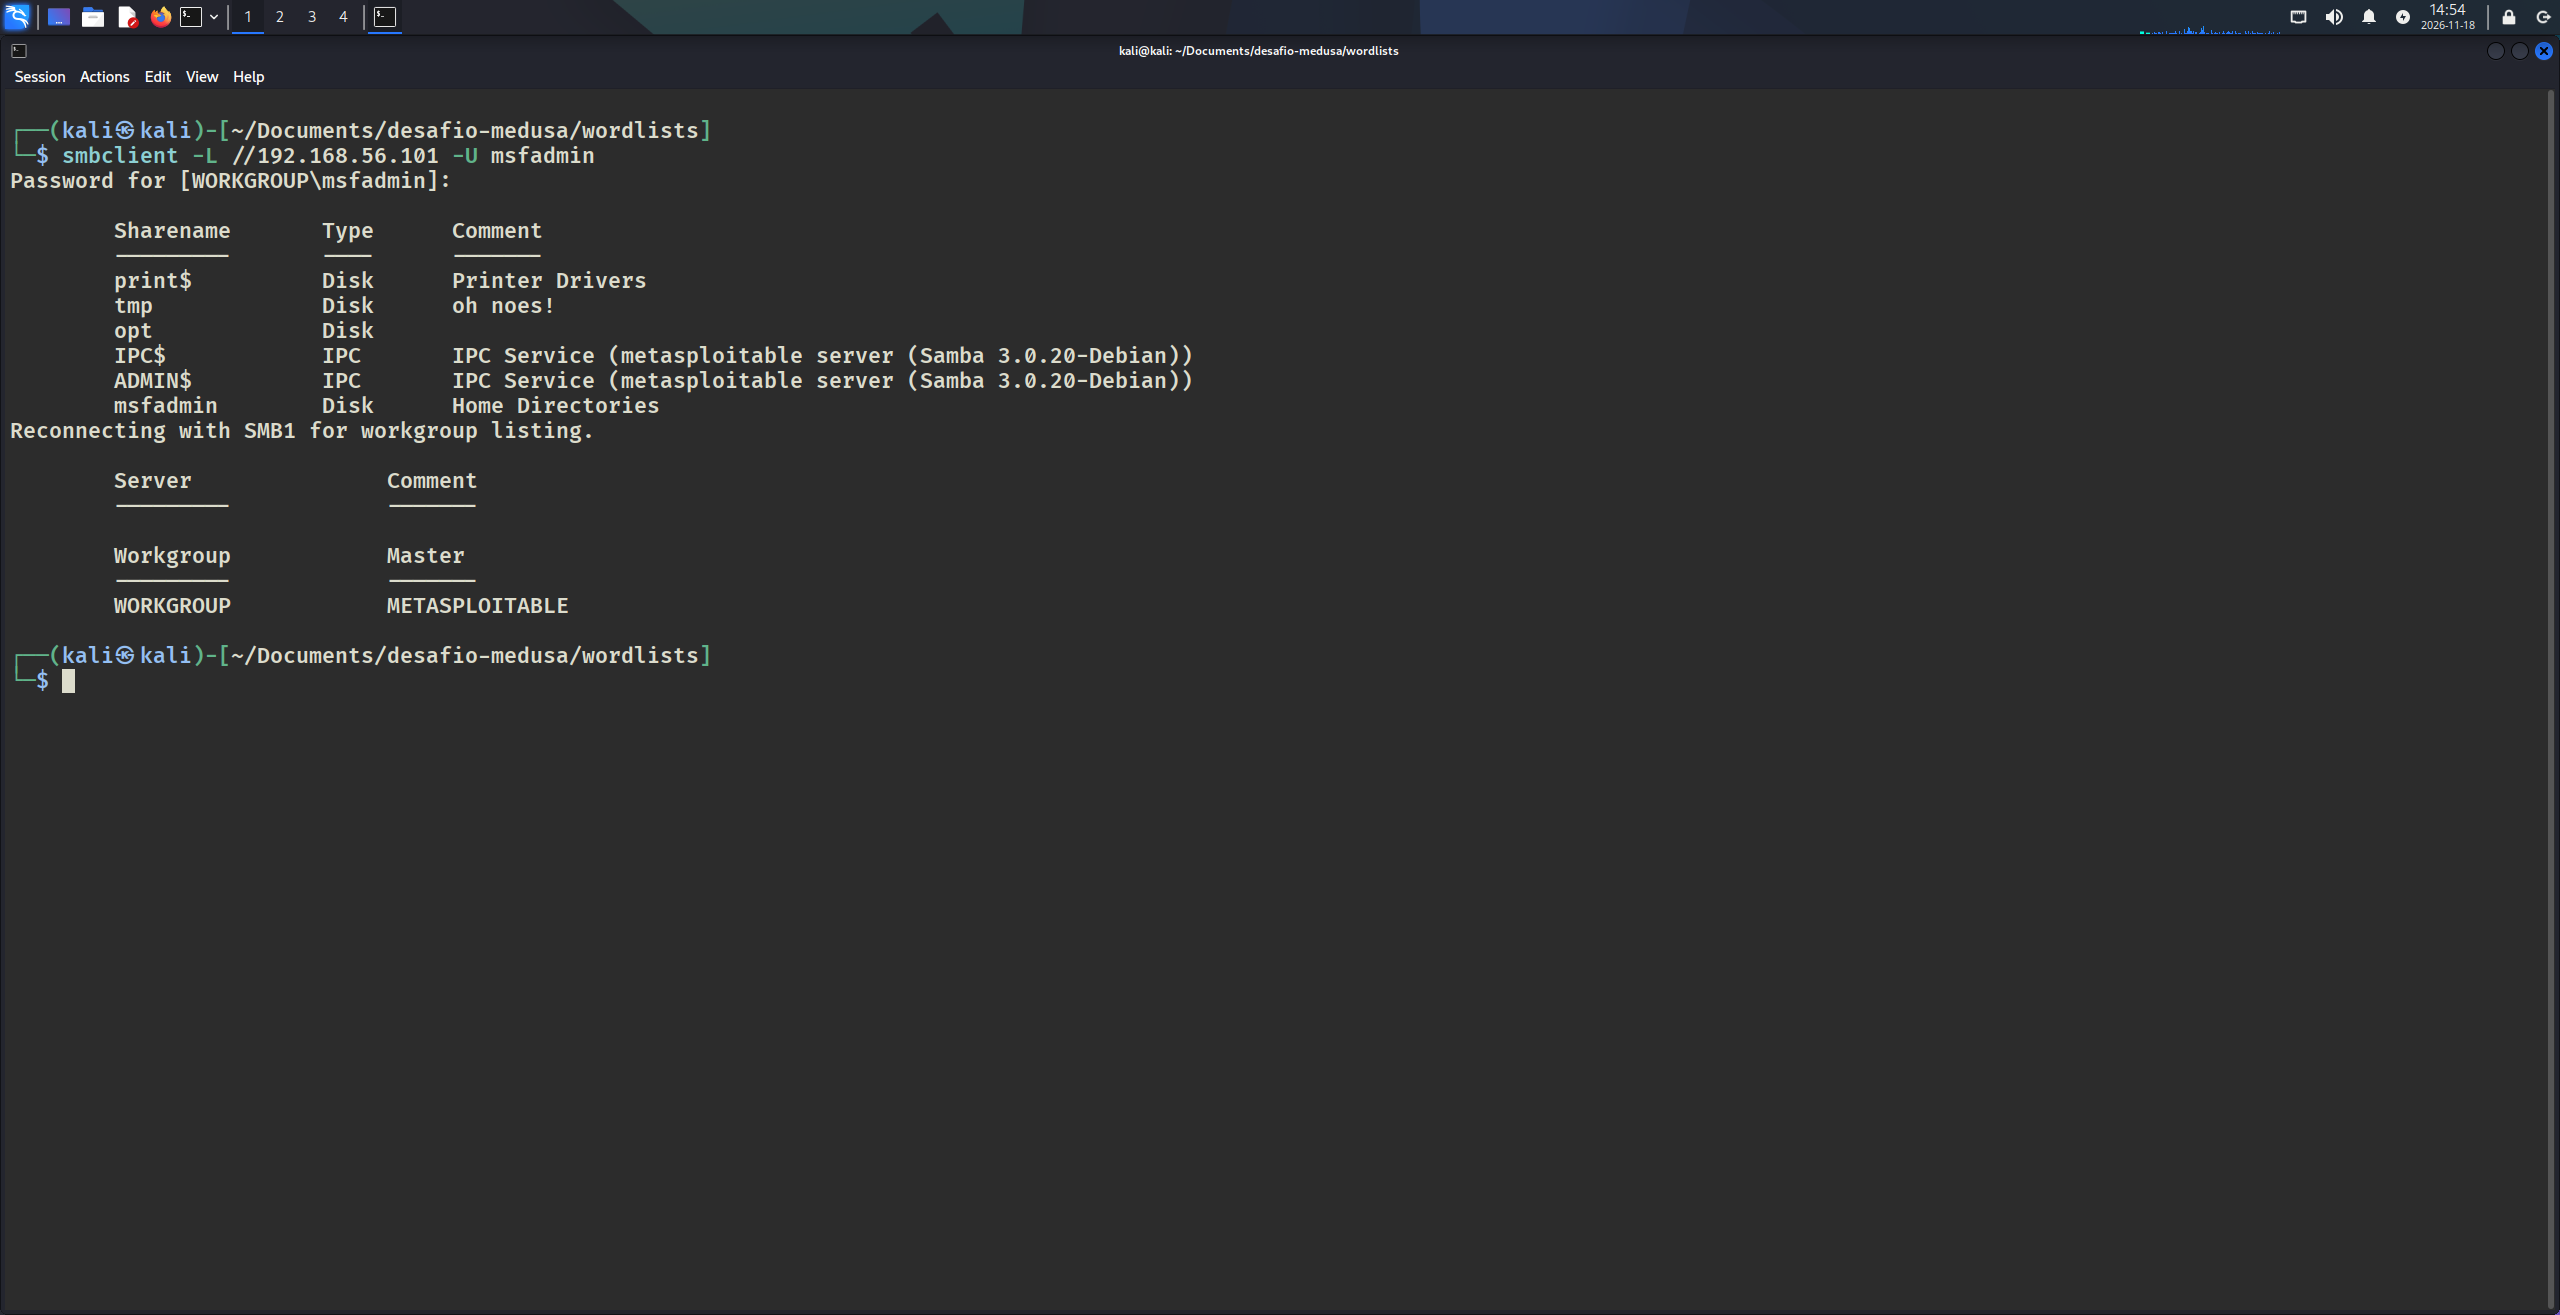 1 2 3 4
14:54
2026-11-18
kali@kali: ~/Documents/desafio-medusa/wordlists
Session Actions Edit View Help
┌──(kali㉿kali)-[~/Documents/desafio-medusa/wordlists]
└─$ smbclient -L //192.168.56.101 -U msfadmin
Password for [WORKGROUP\msfadmin]:
Sharename Type Comment
--------- ---- -------
print$ Disk Printer Drivers
tmp Disk oh noes!
opt Disk
IPC$ IPC IPC Service (metasploitable server (Samba 3.0.20-Debian))
ADMIN$ IPC IPC Service (metasploitable server (Samba 3.0.20-Debian))
msfadmin Disk Home Directories
Reconnecting with SMB1 for workgroup listing.
Server Comment
--------- -------
Workgroup Master
--------- -------
WORKGROUP METASPLOITABLE
┌──(kali㉿kali)-[~/Documents/desafio-medusa/wordlists]
└─$